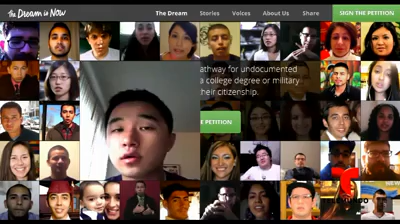 The Dream is Now
The Dream Stories Voices About Us Share SIGN THE PETITION
athway for undocumented
a college degree or military
their citizenship.
E PETITION